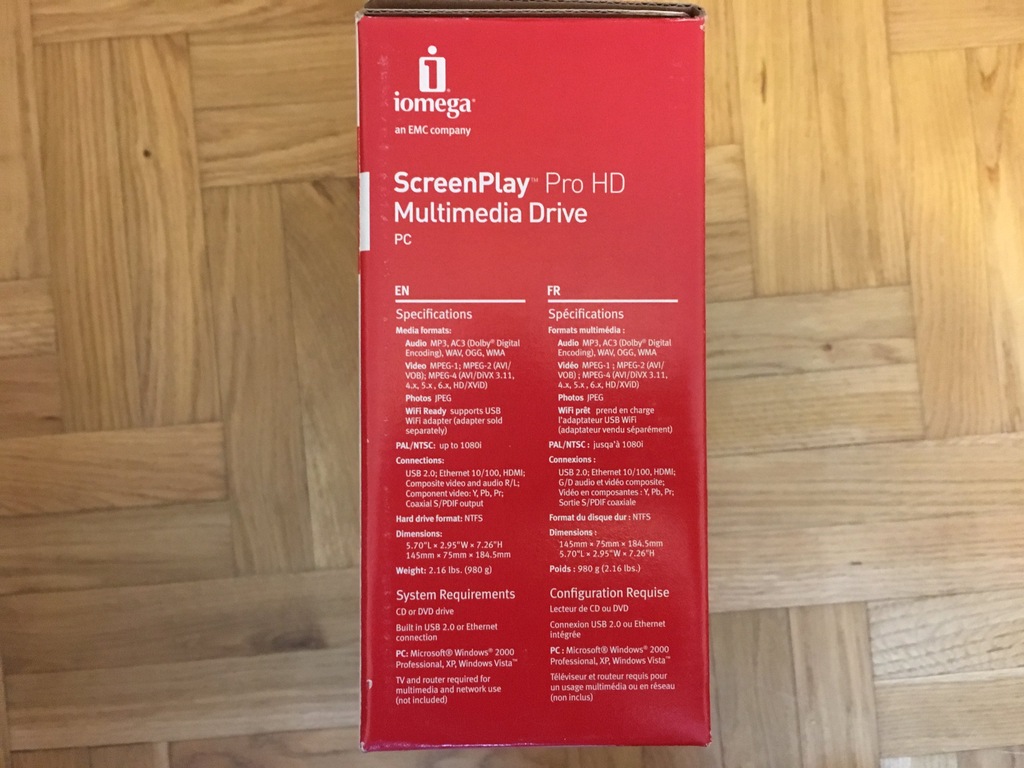 iomega®
an EMC company
ScreenPlay™ Pro HD
Multimedia Drive
PC
EN
Specifications
Media formats:
Audio MP3, AC3 (Dolby® Digital
Encoding), WAV, OGG, WMA
Video MPEG-1; MPEG-2 (AVI/
VOB); MPEG-4 (AVI/DiVX 3.11,
4.x, 5.x , 6.x, HD/XViD)
Photos JPEG
WiFi Ready supports USB
WiFi adapter (adapter sold
separately)
PAL/NTSC: up to 1080i
Connections:
USB 2.0; Ethernet 10/100, HDMI;
Composite video and audio R/L;
Component video: Y, Pb, Pr;
Coaxial S/PDIF output
Hard drive format: NTFS
Dimensions:
5.70"L × 2.95"W × 7.26"H
145mm × 75mm × 184.5mm
Weight: 2.16 lbs. (980 g)
System Requirements
CD or DVD drive
Built in USB 2.0 or Ethernet
connection
PC: Microsoft® Windows® 2000
Professional, XP, Windows Vista™
TV and router required for
multimedia and network use
(not included)
FR
Spécifications
Formats multimédia :
Audio MP3, AC3 (Dolby® Digital
Encoding), WAV, OGG, WMA
Vidéo MPEG-1 ; MPEG-2 (AVI/
VOB) ; MPEG-4 (AVI/DiVX 3.11,
4.x, 5.x , 6.x, HD/XViD)
Photos JPEG
WiFi prêt prend en charge
l'adaptateur USB WiFi
(adaptateur vendu séparément)
PAL/NTSC : jusqa'à 1080i
Connexions :
USB 2.0; Ethernet 10/100, HDMI;
G/D audio et vidéo composite;
Vidéo en composantes : Y, Pb, Pr;
Sortie S/PDIF coaxiale
Format du disque dur : NTFS
Dimensions :
145mm × 75mm × 184.5mm
5.70"L × 2.95"W × 7.26"H
Poids : 980 g (2.16 lbs.)
Configuration Requise
Lecteur de CD ou DVD
Connexion USB 2.0 ou Ethernet
intégrée
PC : Microsoft® Windows® 2000
Professional, XP, Windows Vista™
Téléviseur et routeur requis pour
un usage multimédia ou en réseau
(non inclus)